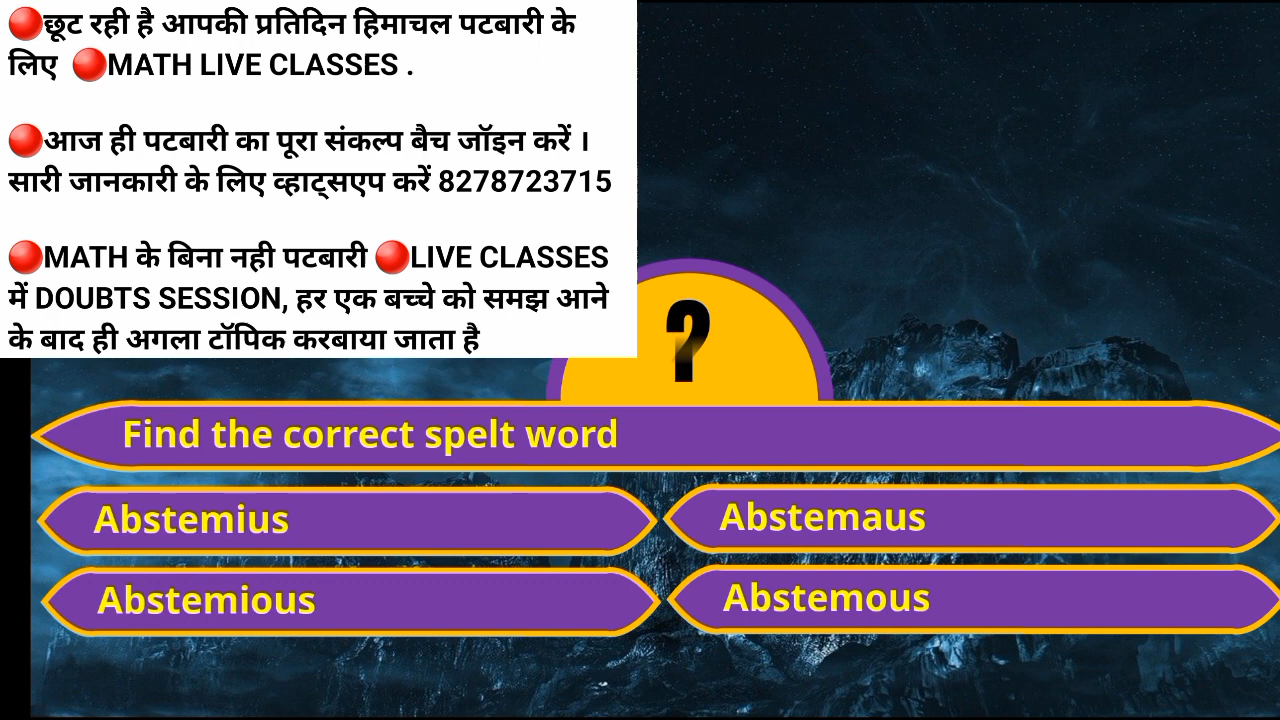 🔴छूट रही है आपकी प्रतिदिन हिमाचल पटबारी के
लिए 🔴MATH LIVE CLASSES .
🔴आज ही पटबारी का पूरा संकल्प बैच जॉइन करें ।
सारी जानकारी के लिए व्हाट्सएप करें 8278723715
🔴MATH के बिना नही पटबारी 🔴LIVE CLASSES
में DOUBTS SESSION, हर एक बच्चे को समझ आने
के बाद ही अगला टॉपिक करबाया जाता है
?
Find the correct spelt word
Abstemius
Abstemaus
Abstemious
Abstemous